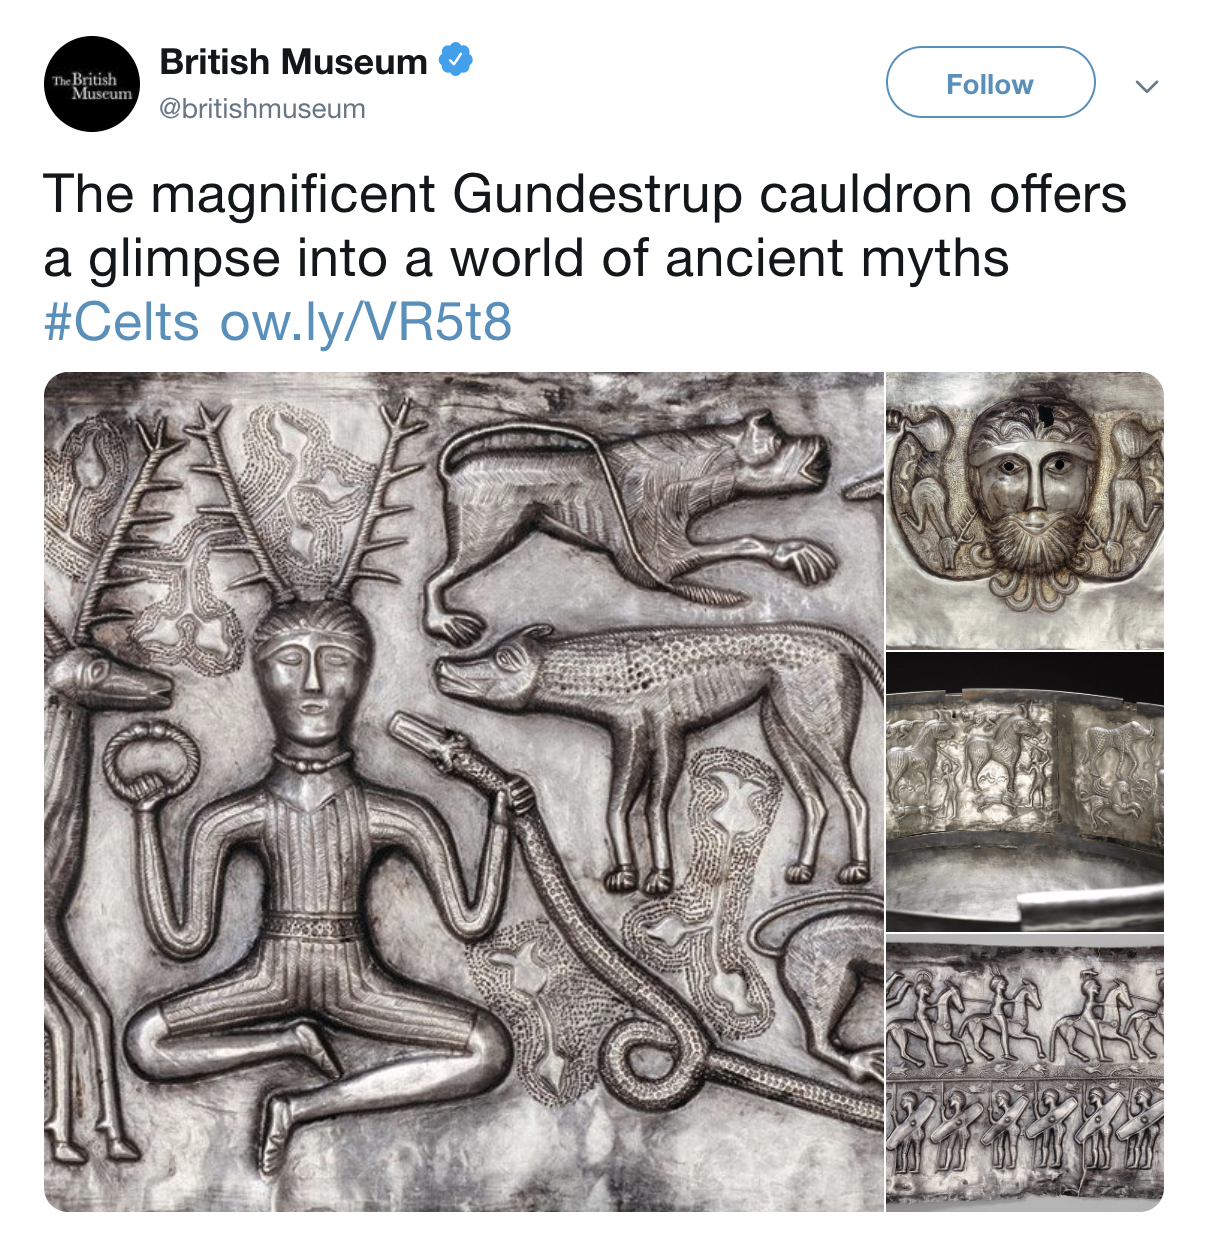 The British
Museum
British Museum
@britishmuseum
Follow
The magnificent Gundestrup cauldron offers
a glimpse into a world of ancient myths
#Celts ow.ly/VR5t8